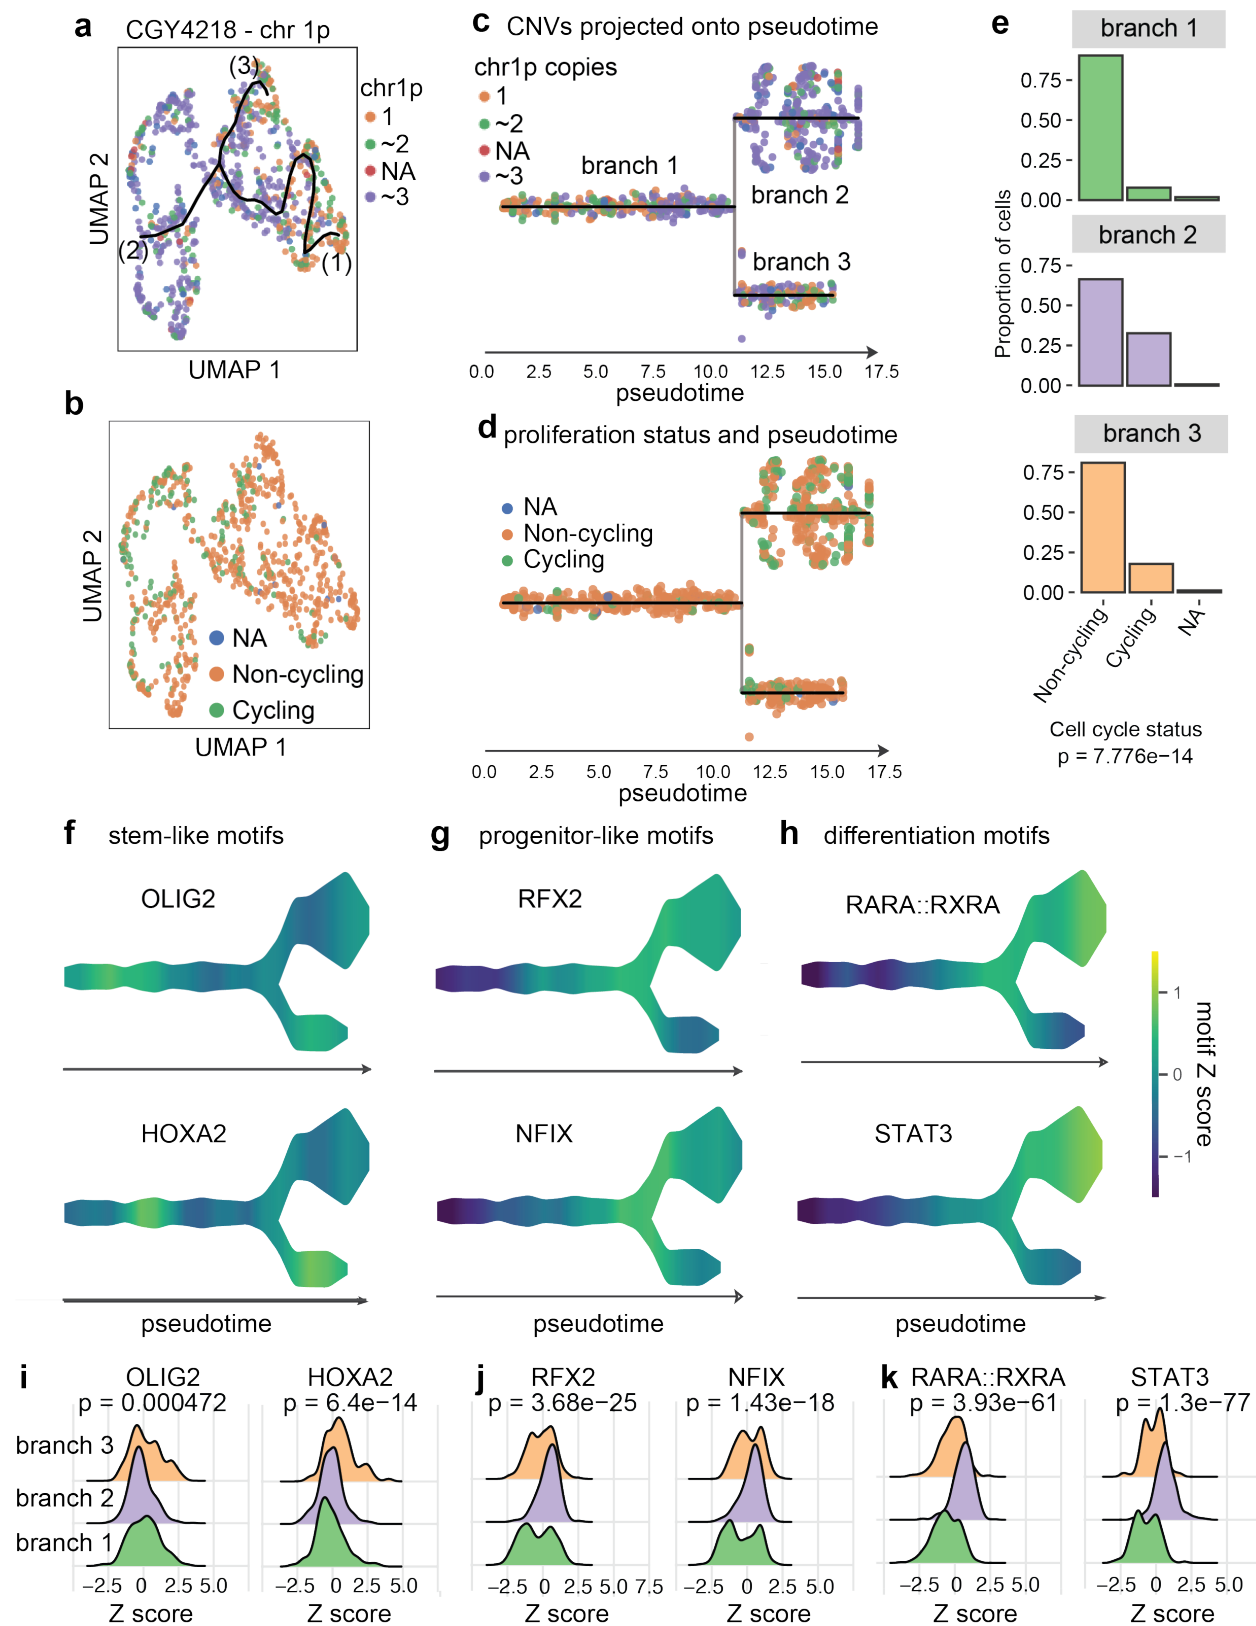 a
CGY4218 - chr 1p
(3)
(2)
(1)
chr1p
1
~2
NA
~3
UMAP 2
UMAP 1
b
NA
Non-cycling
Cycling
UMAP 2
UMAP 1
c
CNVs projected onto pseudotime
chr1p copies
1
~2
NA
~3
branch 1
branch 2
branch 3
0.0 2.5 5.0 7.5 10.0 12.5 15.0 17.5
pseudotime
d
proliferation status and pseudotime
NA
Non-cycling
Cycling
0.0 2.5 5.0 7.5 10.0 12.5 15.0 17.5
pseudotime
e
branch 1
0.75
0.50
0.25
0.00
branch 2
0.75
0.50
0.25
0.00
branch 3
0.75
0.50
0.25
0.00
Proportion of cells
Non-cycling
Cycling
NA
Cell cycle status
p = 7.776e−14
f
stem-like motifs
OLIG2
HOXA2
pseudotime
g
progenitor-like motifs
RFX2
NFIX
pseudotime
h
differentiation motifs
RARA::RXRA
STAT3
pseudotime
1
0
−1
motif Z score
i
OLIG2
p = 0.000472
HOXA2
p = 6.4e−14
branch 3
branch 2
branch 1
−2.5 0 2.5 5.0
Z score
−2.5 0 2.5 5.0
Z score
j
RFX2
p = 3.68e−25
NFIX
p = 1.43e−18
−2.5 0 2.5 5.0 7.5
Z score
−2.5 0 2.5 5.0
Z score
k
RARA::RXRA
p = 3.93e−61
STAT3
p = 1.3e−77
−2.5 0 2.5 5.0
Z score
−2.5 0 2.5 5.0
Z score